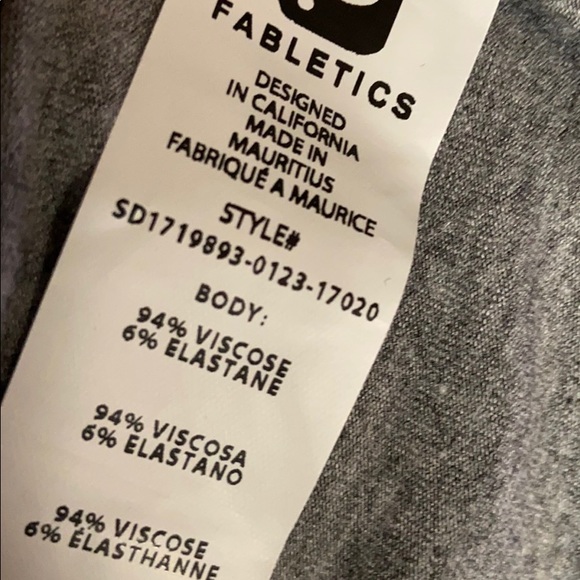 FABLETICS
DESIGNED
IN CALIFORNIA
MADE IN
MAURITIUS
FABRIQUÉ A MAURICE
STYLE#
SD1719893-0123-17020
BODY:
94% VISCOSE
6% ELASTANE
94% VISCOSA
6% ELASTANO
94% VISCOSE
6% ÉLASTHANNE